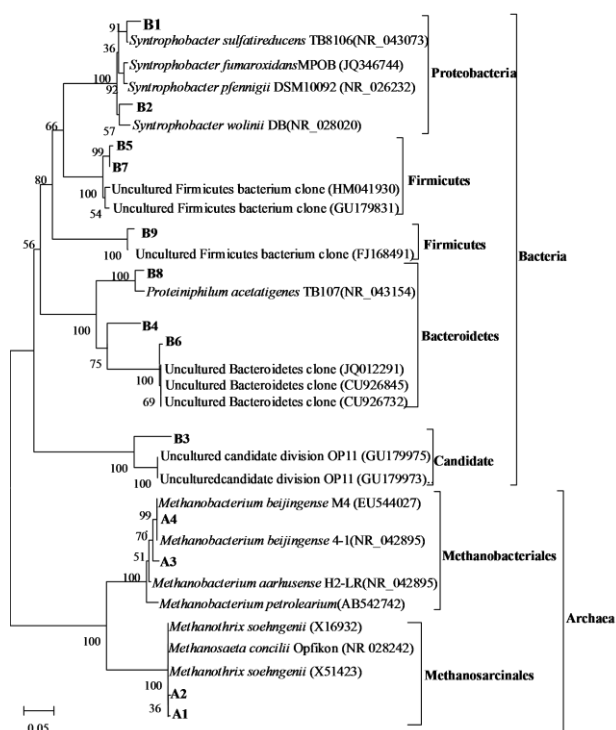 91 B1
Syntrophobacter sulfatireducens TB8106(NR_043073)
36
Syntrophobacter fumaroxidansMPOB (JQ346744)
Proteobacteria
100
Syntrophobacter pfennigii DSM10092 (NR_026232)
92
B2
57 Syntrophobacter wolinii DB(NR_028020)
66
99 B5
B7
80
100 Uncultured Firmicutes bacterium clone (HM041930)
Firmicutes
54 Uncultured Firmicutes bacterium clone (GU179831)
B9
Firmicutes
56
100 Uncultured Firmicutes bacterium clone (FJ168491)
Bacteria
100 B8
Proteiniphilum acetatigenes TB107(NR_043154)
100 B4
Bacteroidetes
B6
75
Uncultured Bacteroidetes clone (JQ012291)
100 Uncultured Bacteroidetes clone (CU926845)
69 Uncultured Bacteroidetes clone (CU926732)
B3
Uncultured candidate division OP11 (GU179975)
Candidate
100
100 Unculturedcandidate division OP11 (GU179973)
Methanobacterium beijingense M4 (EU544027)
99 A4
70 Methanobacterium beijingense 4-1(NR_042895)
Methanobacteriales
51 A3
100 Methanobacterium aarhusense H2-LR(NR_042895)
Methanobacterium petrolearium(AB542742)
Archaea
Methanothrix soehngenii (X16932)
100
Methanosaeta concilii Opfikon (NR 028242)
Methanothrix soehngenii (X51423)
Methanosarcinales
100 A2
36 A1
0.05